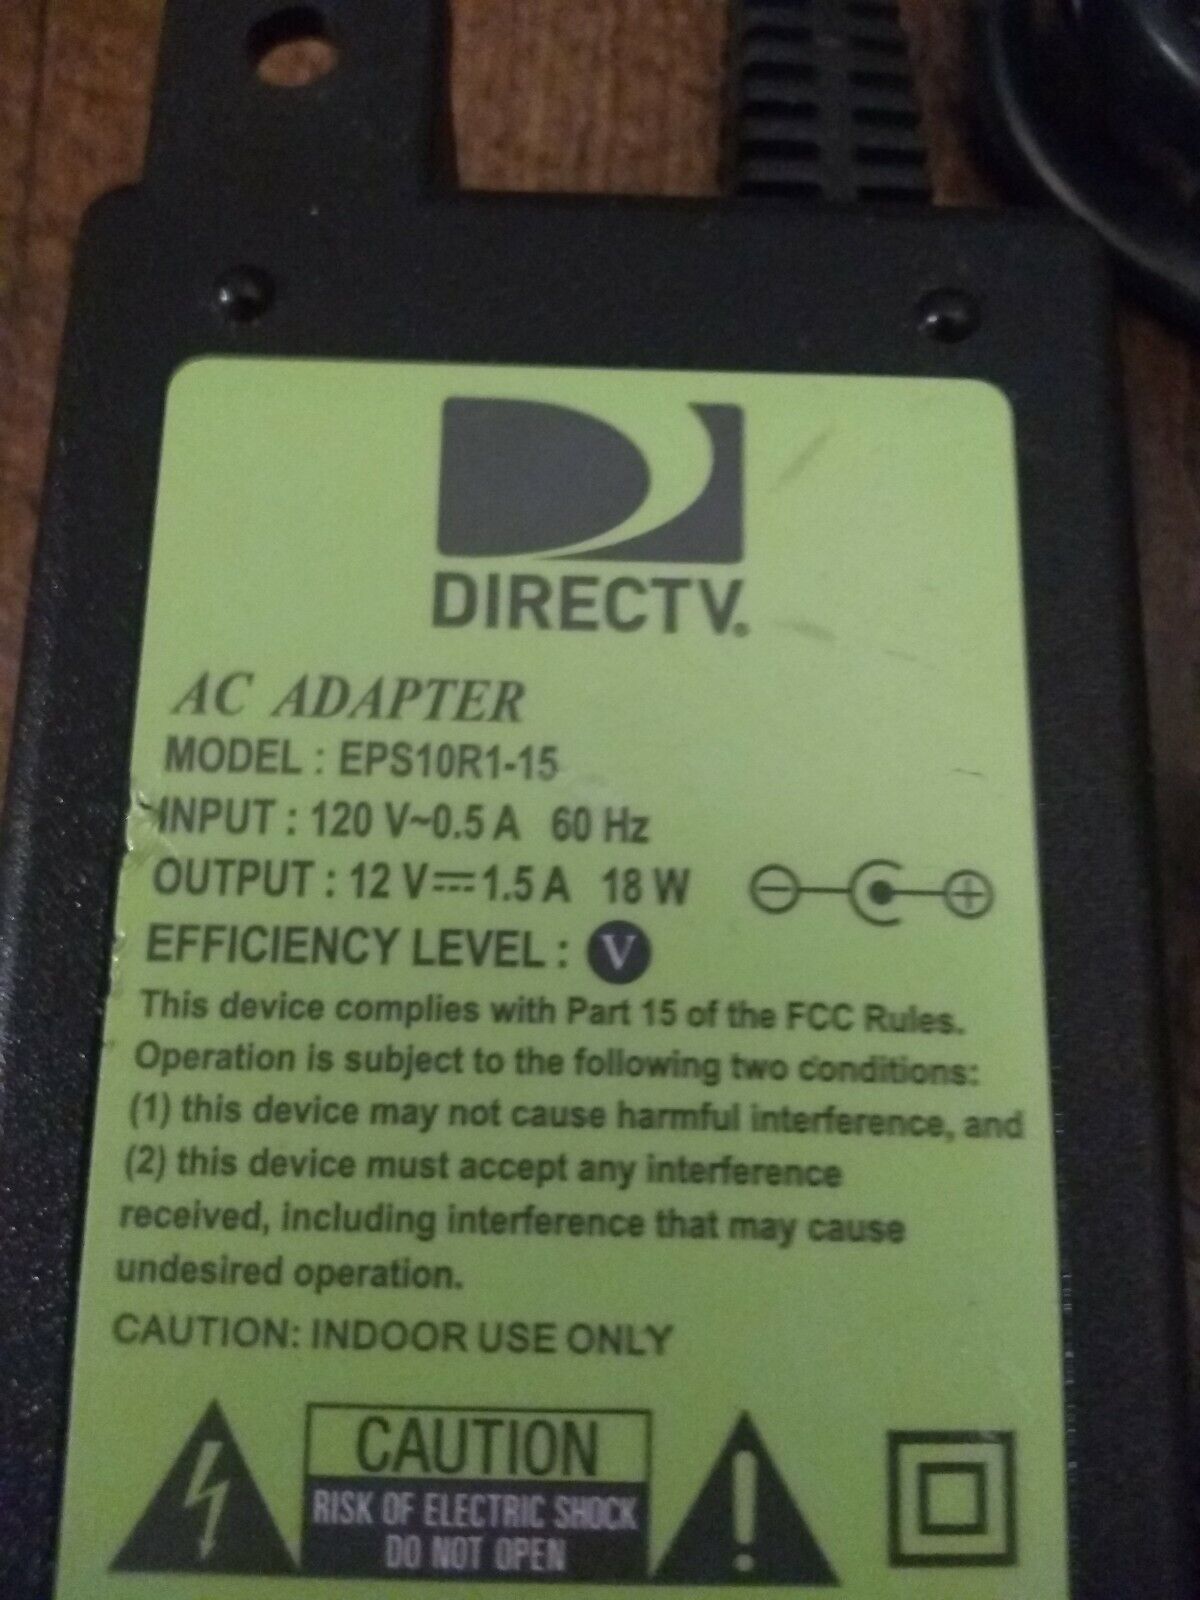 DIRECTV®
AC ADAPTER
MODEL : EPS10R1-15
INPUT : 120 V~0.5 A 60 Hz
OUTPUT : 12 V⎓1.5 A 18 W
EFFICIENCY LEVEL : V
This device complies with Part 15 of the FCC Rules.
Operation is subject to the following two conditions:
(1) this device may not cause harmful interference, and
(2) this device must accept any interference
received, including interference that may cause
undesired operation.
CAUTION: INDOOR USE ONLY
CAUTION
RISK OF ELECTRIC SHOCK
DO NOT OPEN